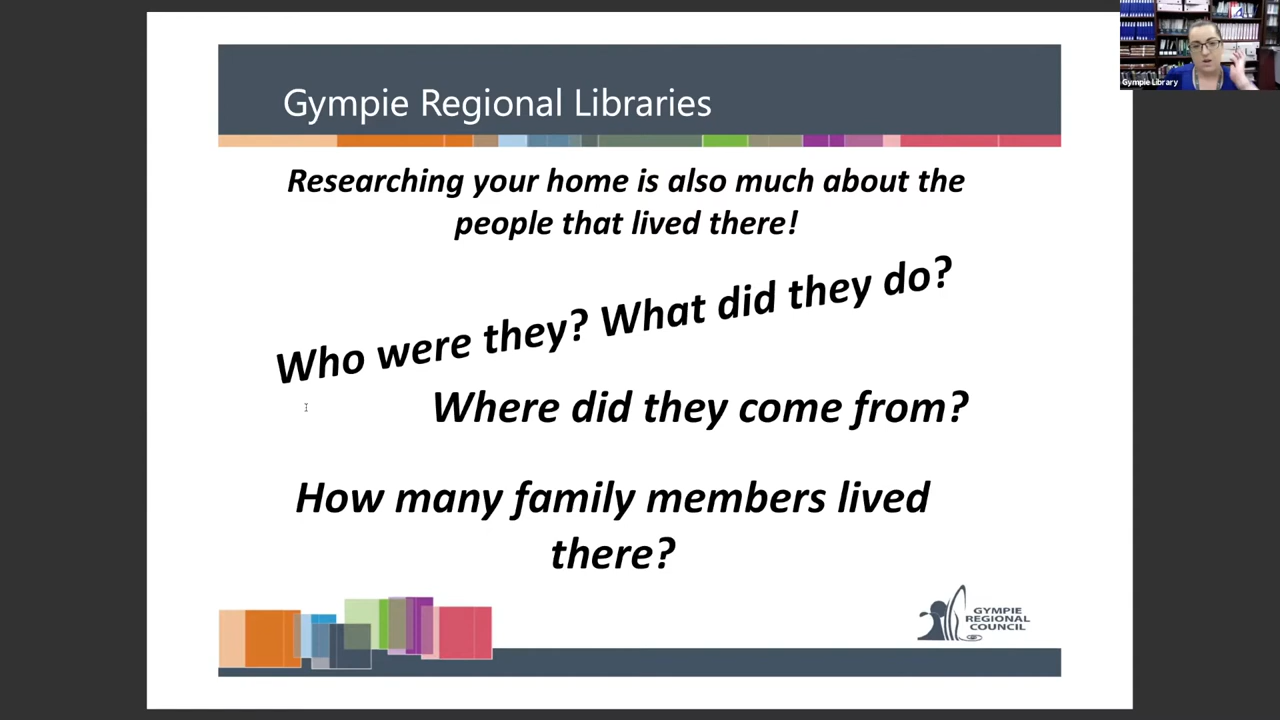 Gympie Library
Gympie Regional Libraries
Researching your home is also much about the
people that lived there!
Who were they? What did they do?
Where did they come from?
How many family members lived
there?
GYMPIE
REGIONAL
COUNCIL